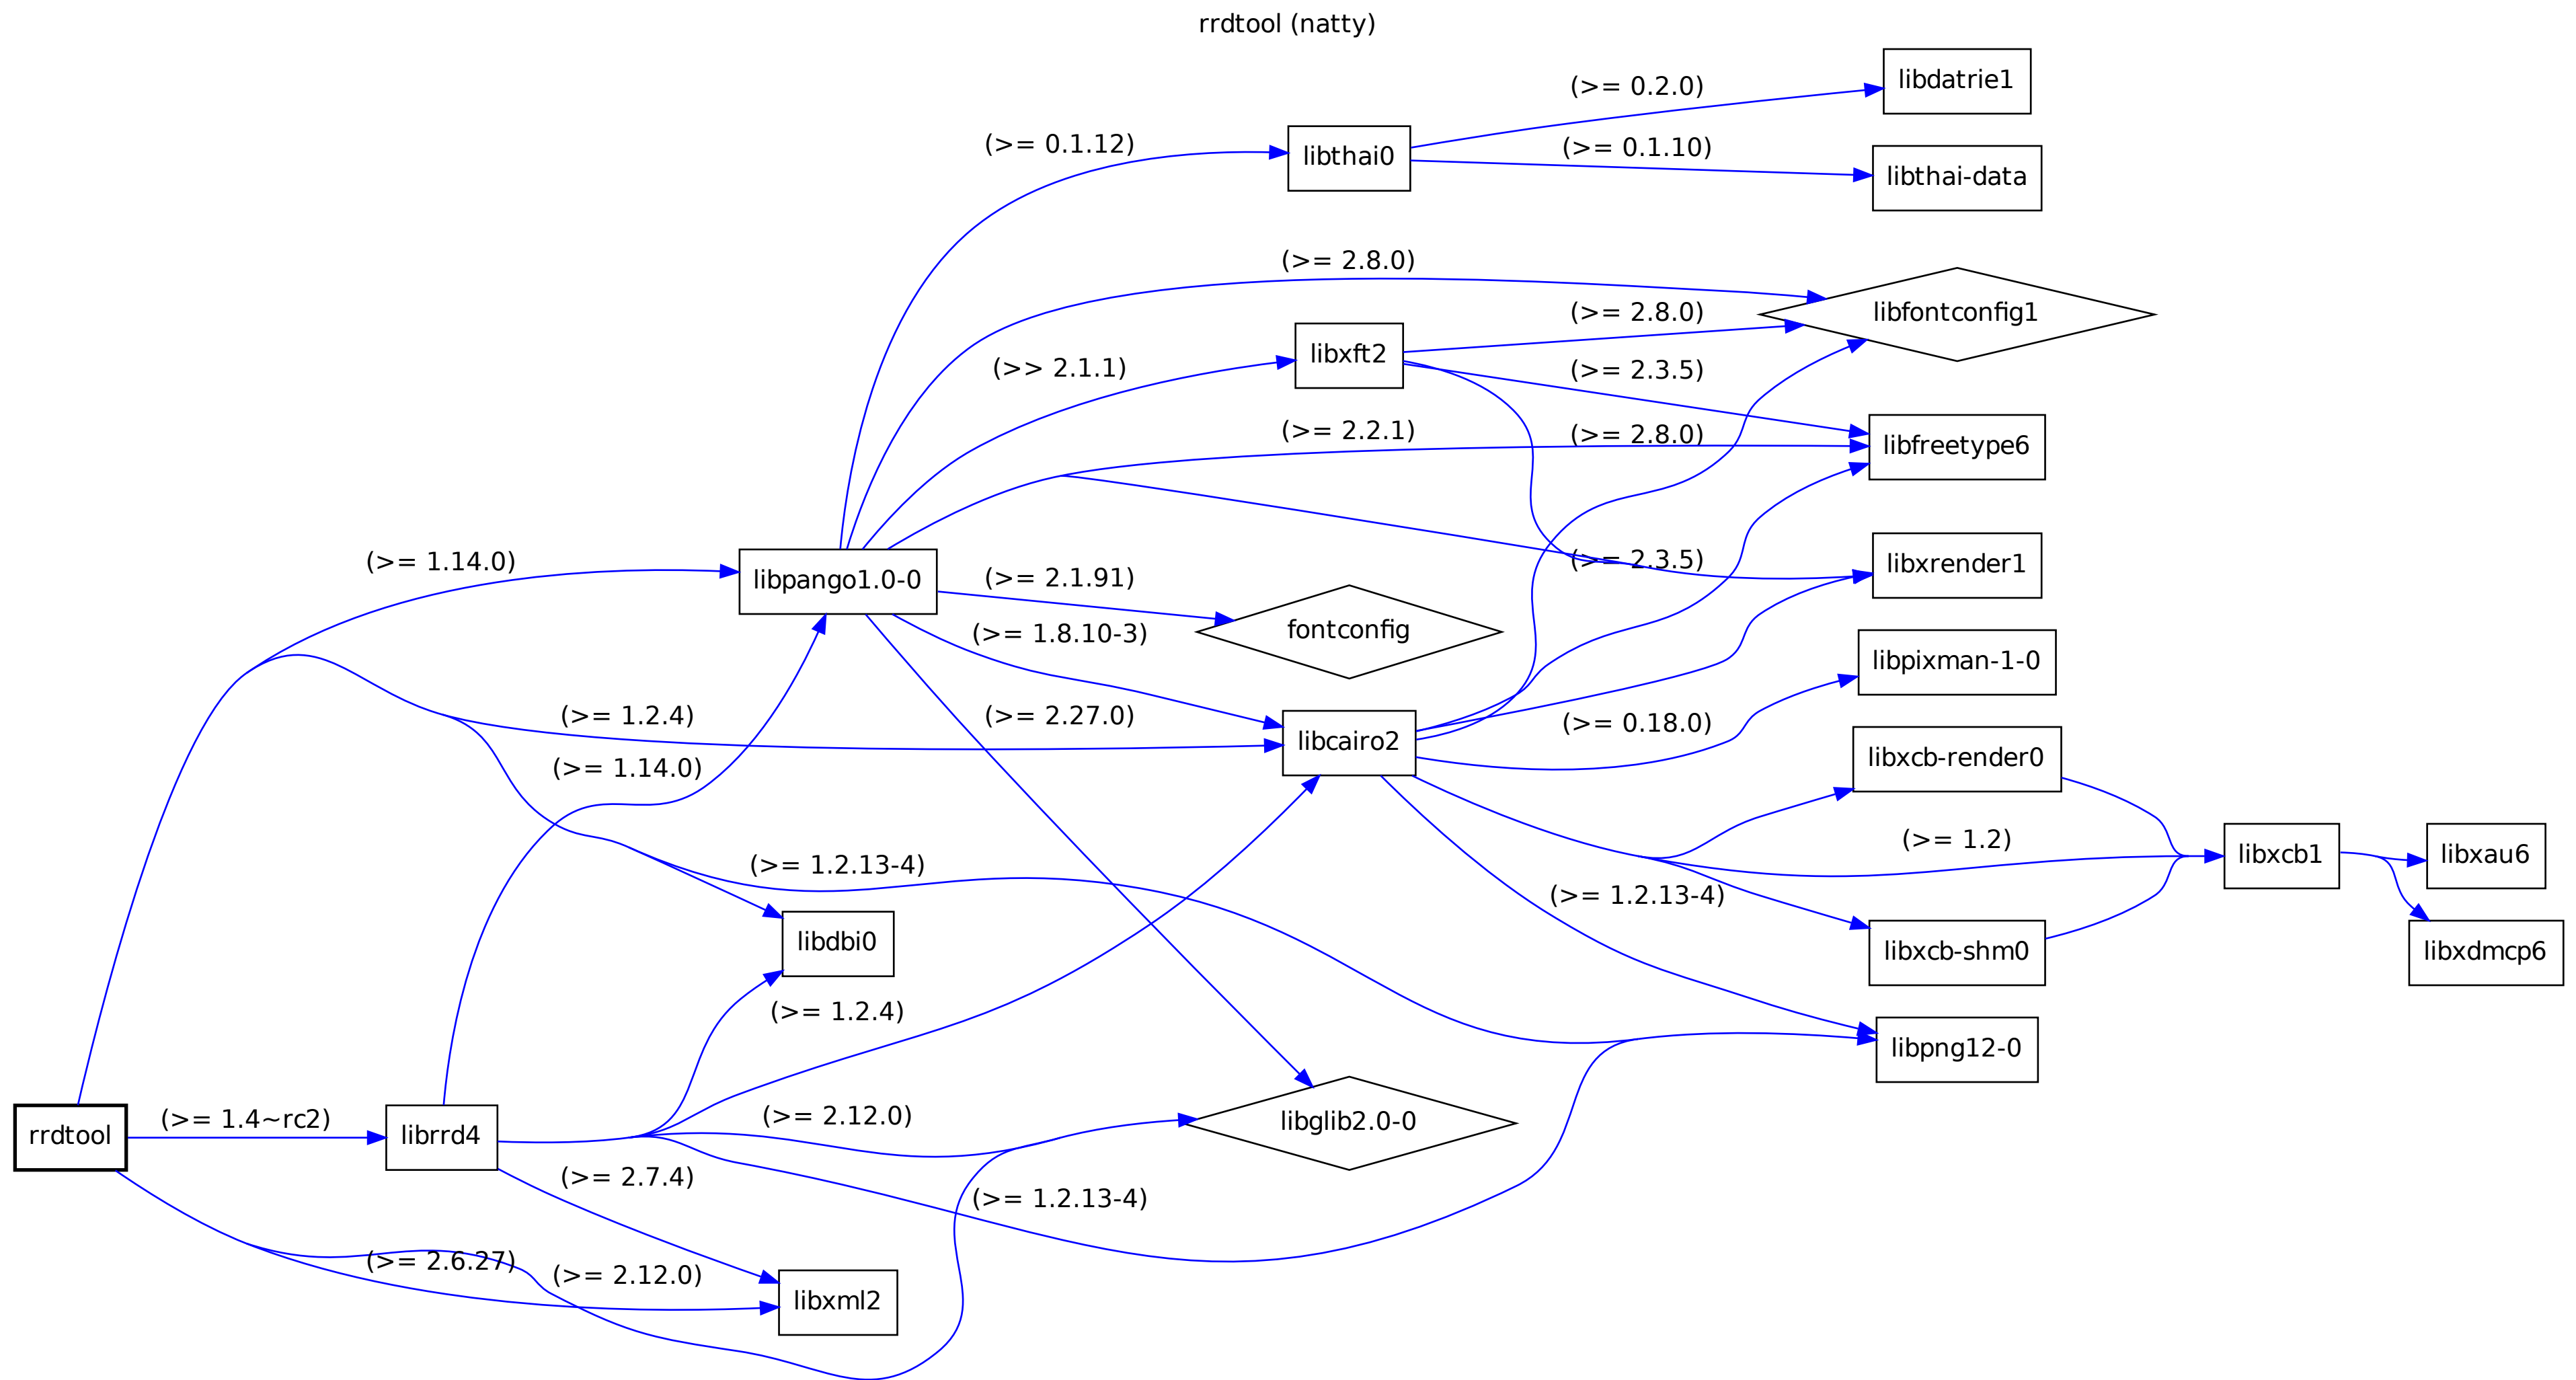 rrdtool (natty)
(>= 0.2.0)
libdatrie1
(>= 0.1.12)
libthai0
(>= 0.1.10)
libthai-data
(>= 2.8.0)
libfontconfig1
(>= 2.8.0)
libxft2
(>> 2.1.1)
(>= 2.3.5)
(>= 2.2.1)
(>= 2.8.0)
libfreetype6
(>= 1.14.0)
libpango1.0-0
(>= 2.1.91)
(>= 2.3.5)
libxrender1
fontconfig
(>= 1.8.10-3)
libpixman-1-0
(>= 1.2.4)
(>= 2.27.0)
(>= 0.18.0)
libcairo2
libxcb-render0
(>= 1.14.0)
(>= 1.2)
libxcb1
libxau6
(>= 1.2.13-4)
(>= 1.2.13-4)
libdbi0
libxcb-shm0
libxdmcp6
(>= 1.2.4)
libpng12-0
(>= 1.4~rc2)
rrdtool
librrd4
(>= 2.12.0)
libglib2.0-0
(>= 2.7.4)
(>= 1.2.13-4)
(>= 2.6.27)
(>= 2.12.0)
libxml2